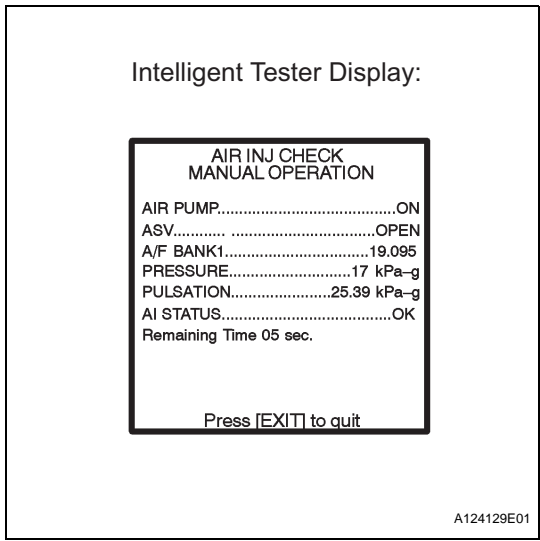 Intelligent Tester Display:
AIR INJ CHECK
MANUAL OPERATION
AIR PUMP.........................................ON
ASV............ .................................OPEN
A/F BANK1.................................19.095
PRESSURE............................17 kPa–g
PULSATION.......................25.39 kPa–g
AI STATUS.......................................OK
Remaining Time 05 sec.
Press [EXIT] to quit
A124129E01